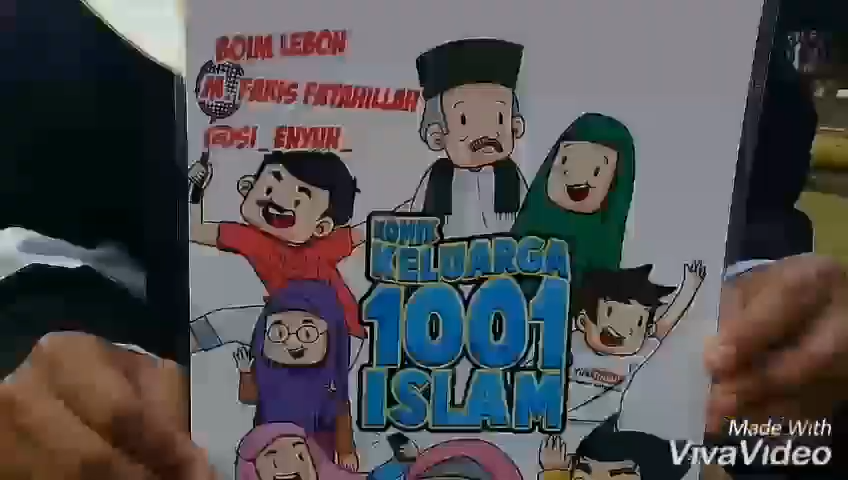 BOIM LEBON
M. FARIS FATAHILLAH
@SI_ENYUN_
KOMIK
KELUARGA
1001
ISLAM
Made With
VivaVideo